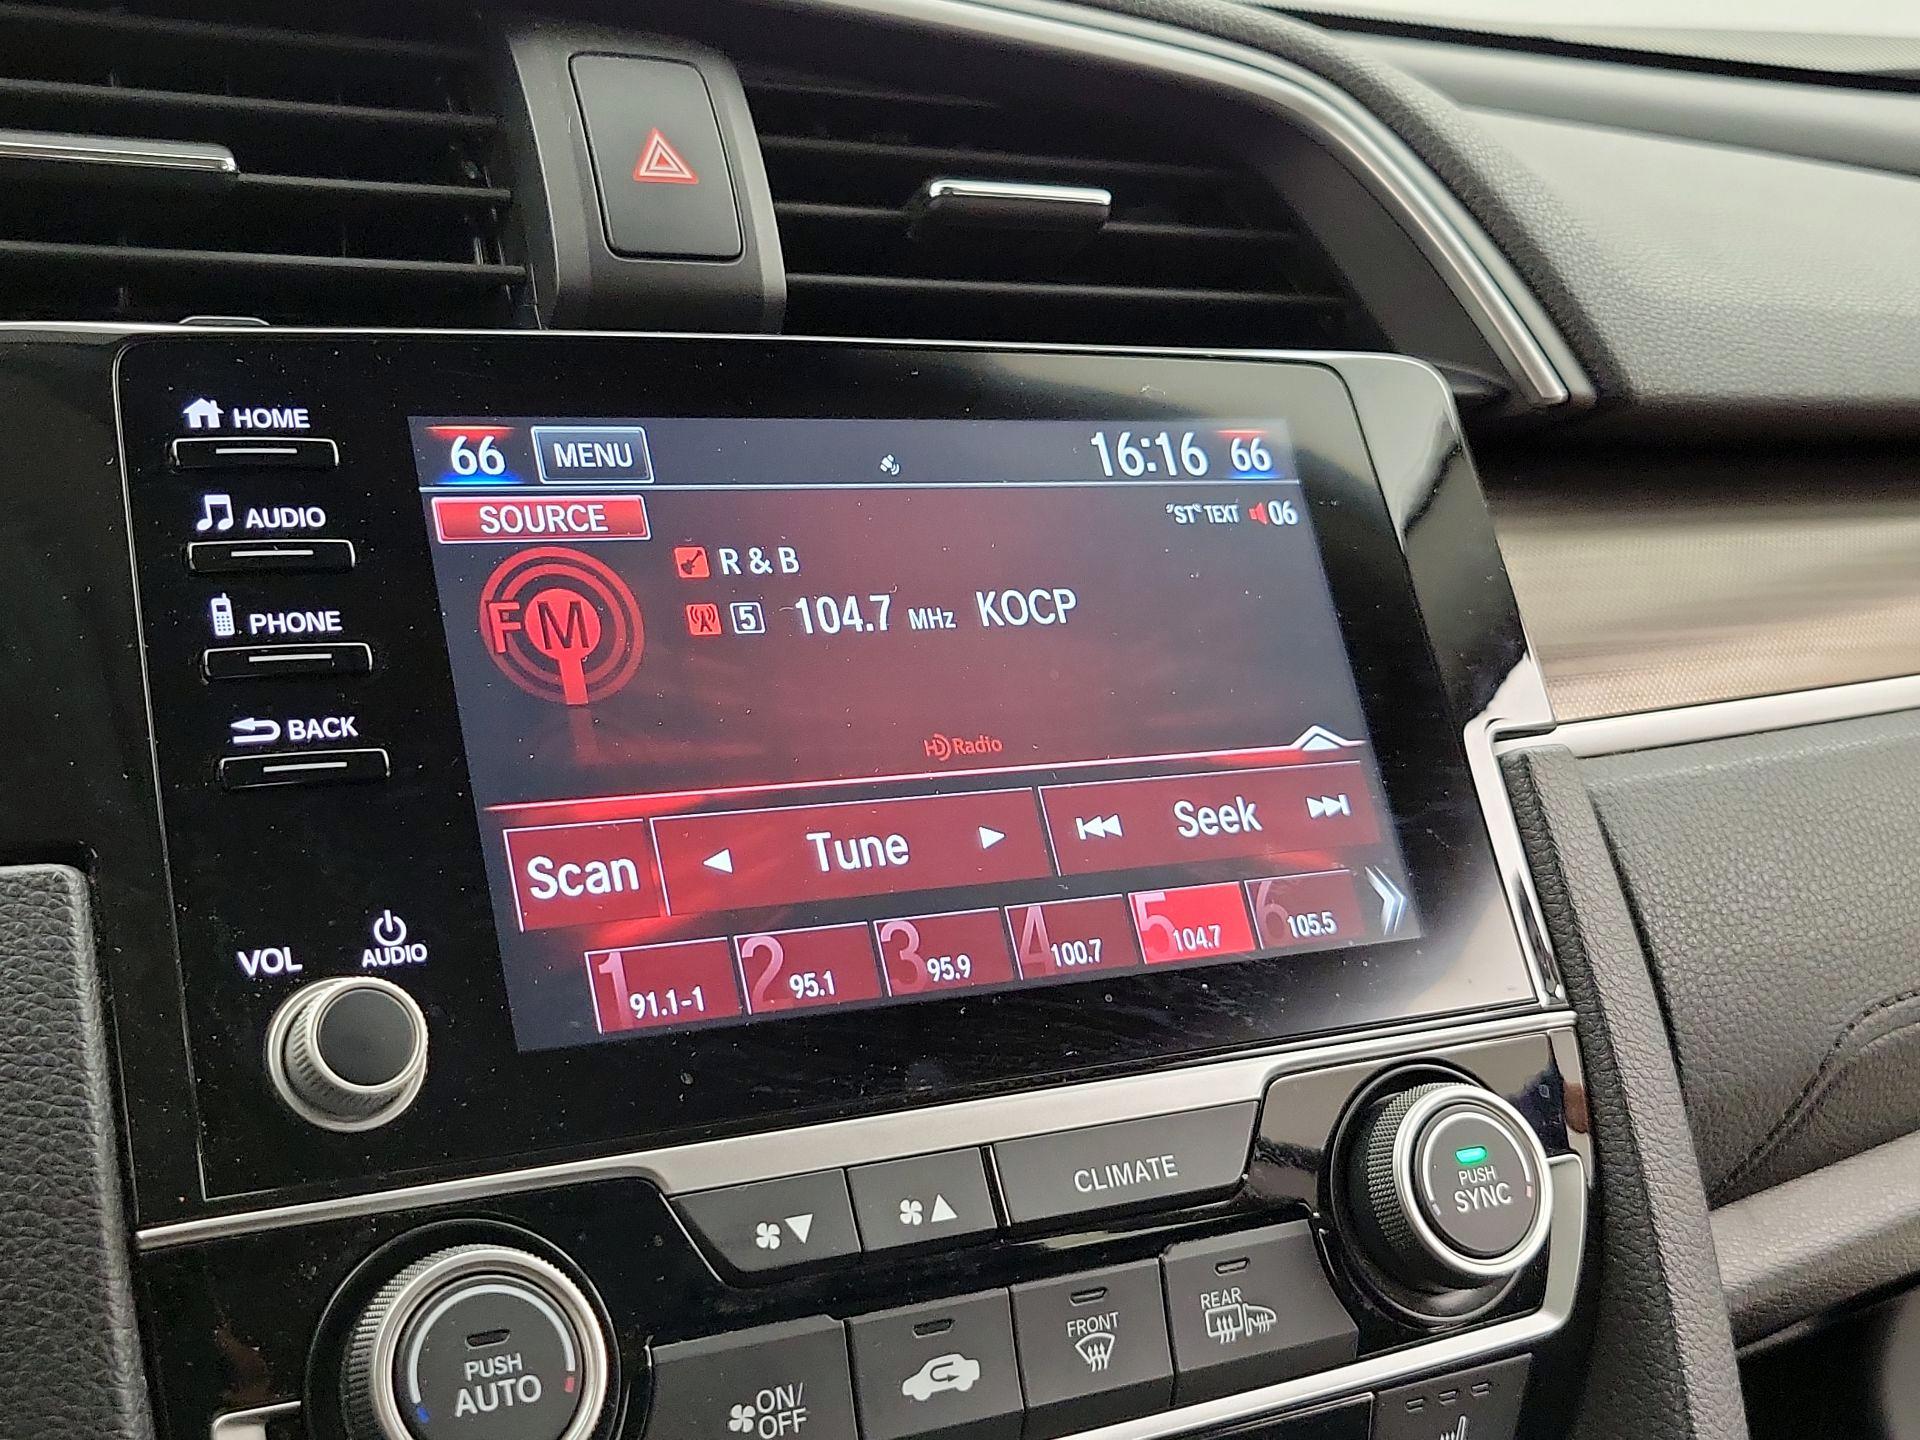 HOME
AUDIO
PHONE
BACK
VOL
AUDIO
66 MENU 16:16 66
SOURCE
"ST" TEXT 06
FM
R & B
5 104.7 MHz KOCP
HD Radio
Scan Tune Seek
1 91.1-1
2 95.1
3 95.9
4 100.7
5 104.7
6 105.5
CLIMATE
PUSH
SYNC
PUSH
AUTO
ON/
OFF
FRONT
REAR